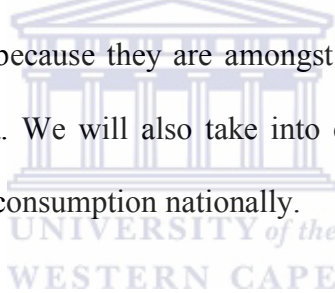 because they are amongst
. We will also take into
consumption nationally.
UNIVERSITY of the
WESTERN CAPE